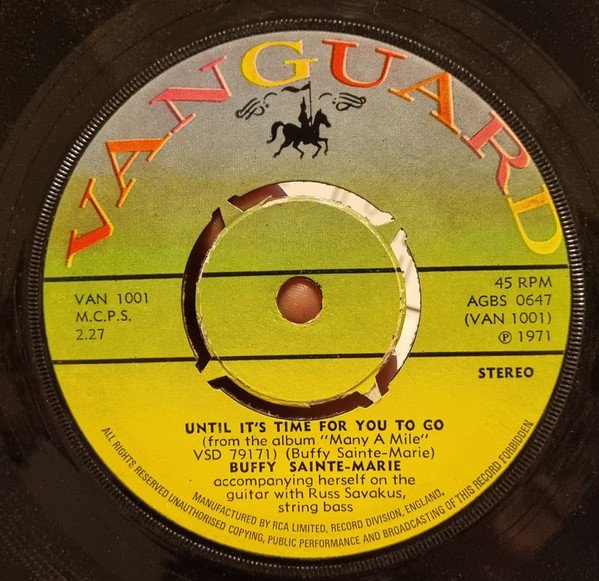 VANGUARD
VAN 1001
M.C.P.S.
2.27
45 RPM
AGBS 0647
(VAN 1001)
Ⓟ 1971
STEREO
UNTIL IT'S TIME FOR YOU TO GO
(from the album "Many A Mile"
VSD 79171) (Buffy Sainte-Marie)
BUFFY SAINTE-MARIE
accompanying herself on the
guitar with Russ Savakus,
string bass
MANUFACTURED BY RCA LIMITED, RECORD DIVISION, ENGLAND.
ALL RIGHTS RESERVED UNAUTHORISED COPYING, PUBLIC PERFORMANCE AND BROADCASTING OF THIS RECORD FORBIDDEN.